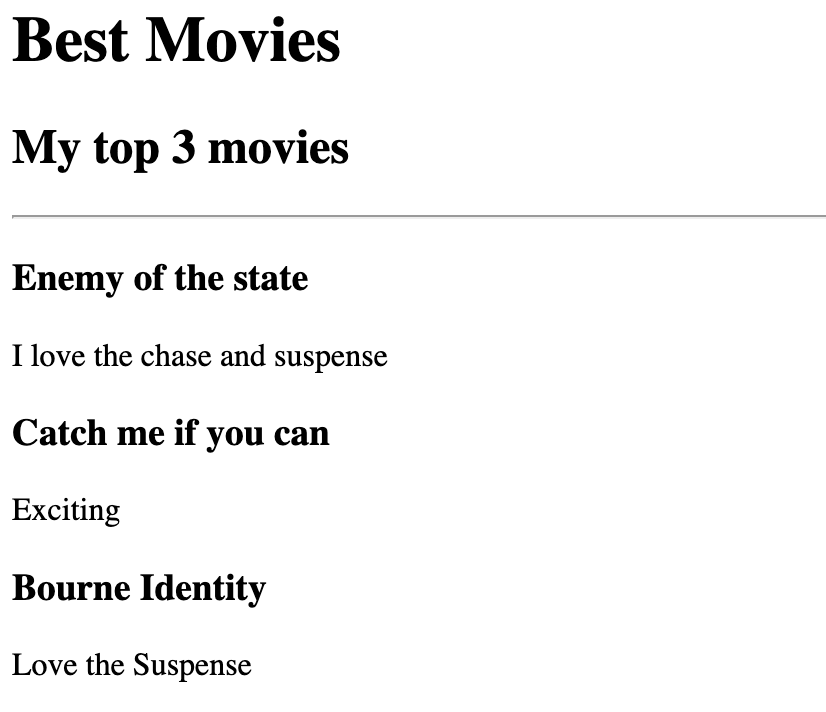 Best Movies
My top 3 movies
Enemy of the state
I love the chase and suspense
Catch me if you can
Exciting
Bourne Identity
Love the Suspense